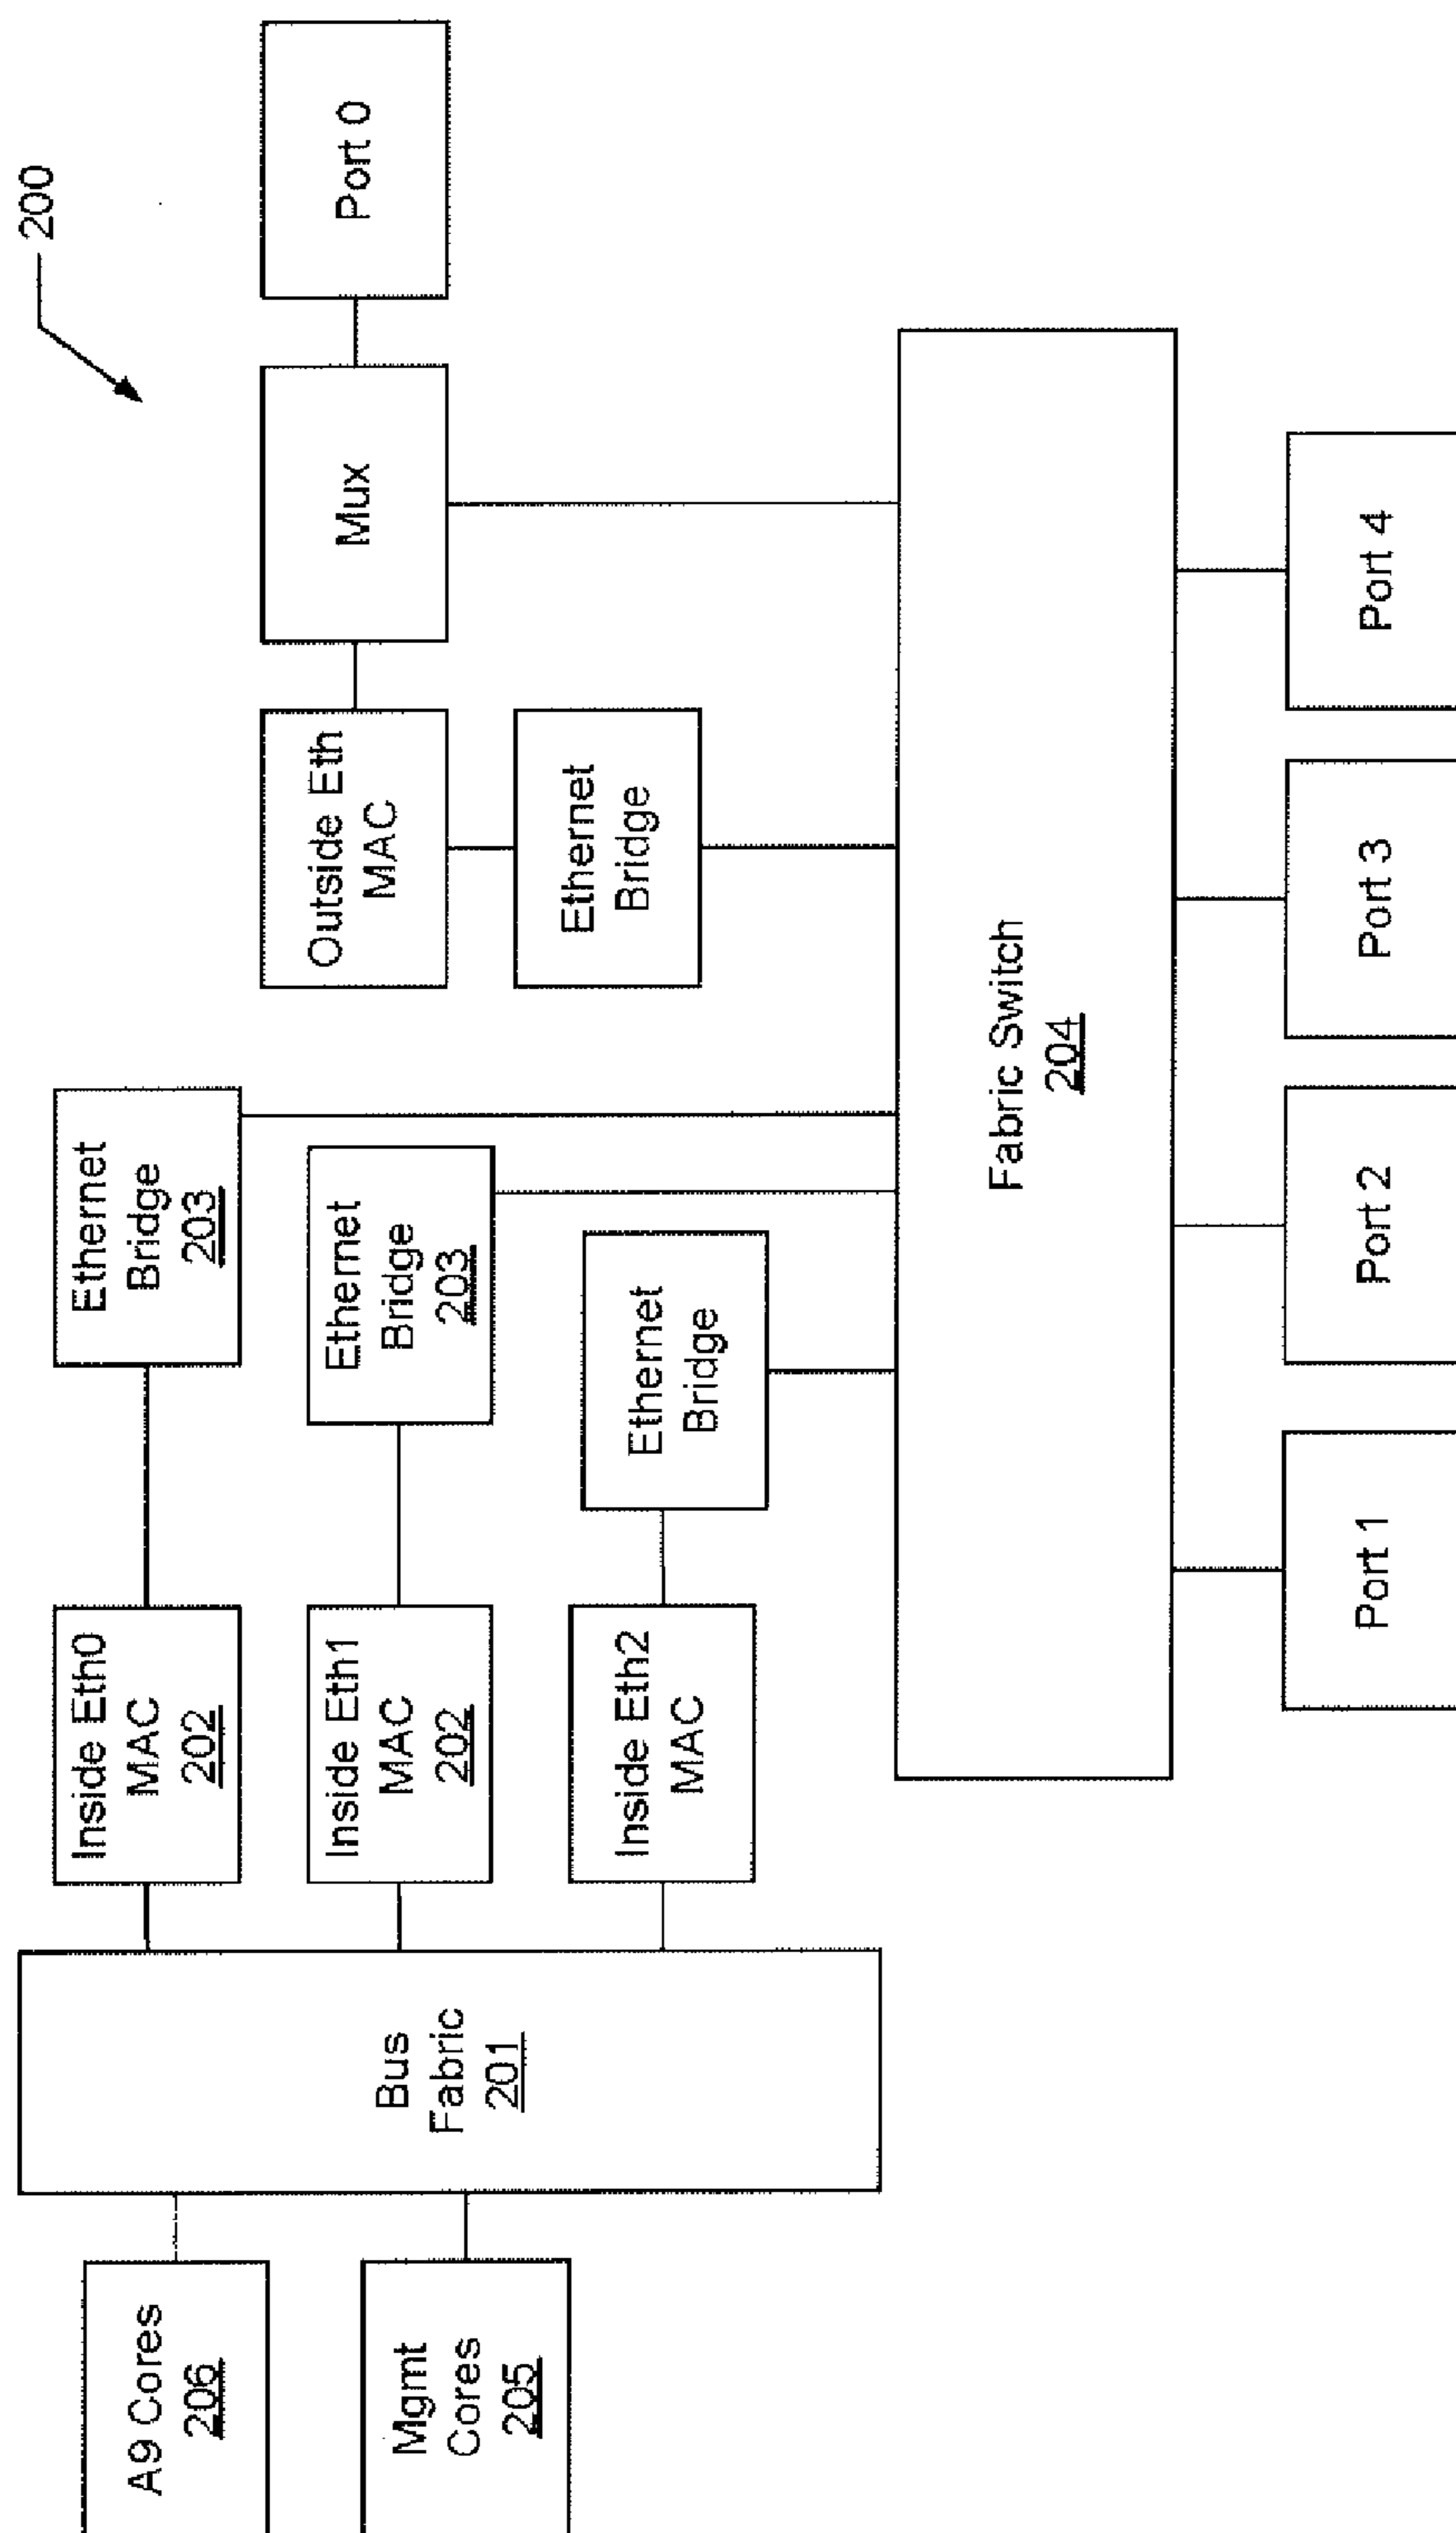 200
A9 Cores
206
Mgmt
Cores
205
Bus
Fabric
201
Inside Eth0
MAC
202
Inside Eth1
MAC
202
Inside Eth2
MAC
Ethernet
Bridge
203
Ethernet
Bridge
203
Ethernet
Bridge
Outside Eth
MAC
Ethernet
Bridge
Mux
Port 0
Fabric Switch
204
Port 1
Port 2
Port 3
Port 4